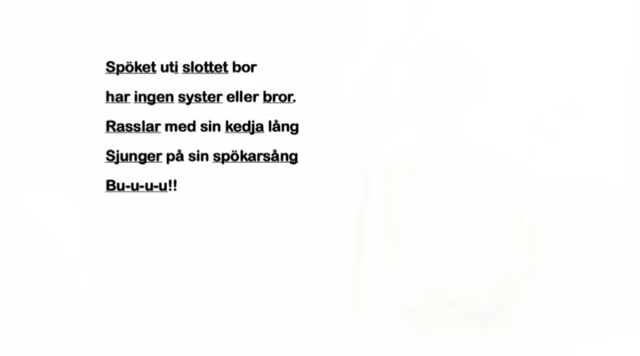 Spöket uti slottet bor
har ingen syster eller bror.
Rasslar med sin kedja lång
Sjunger på sin spökarsång
Bu-u-u-u!!